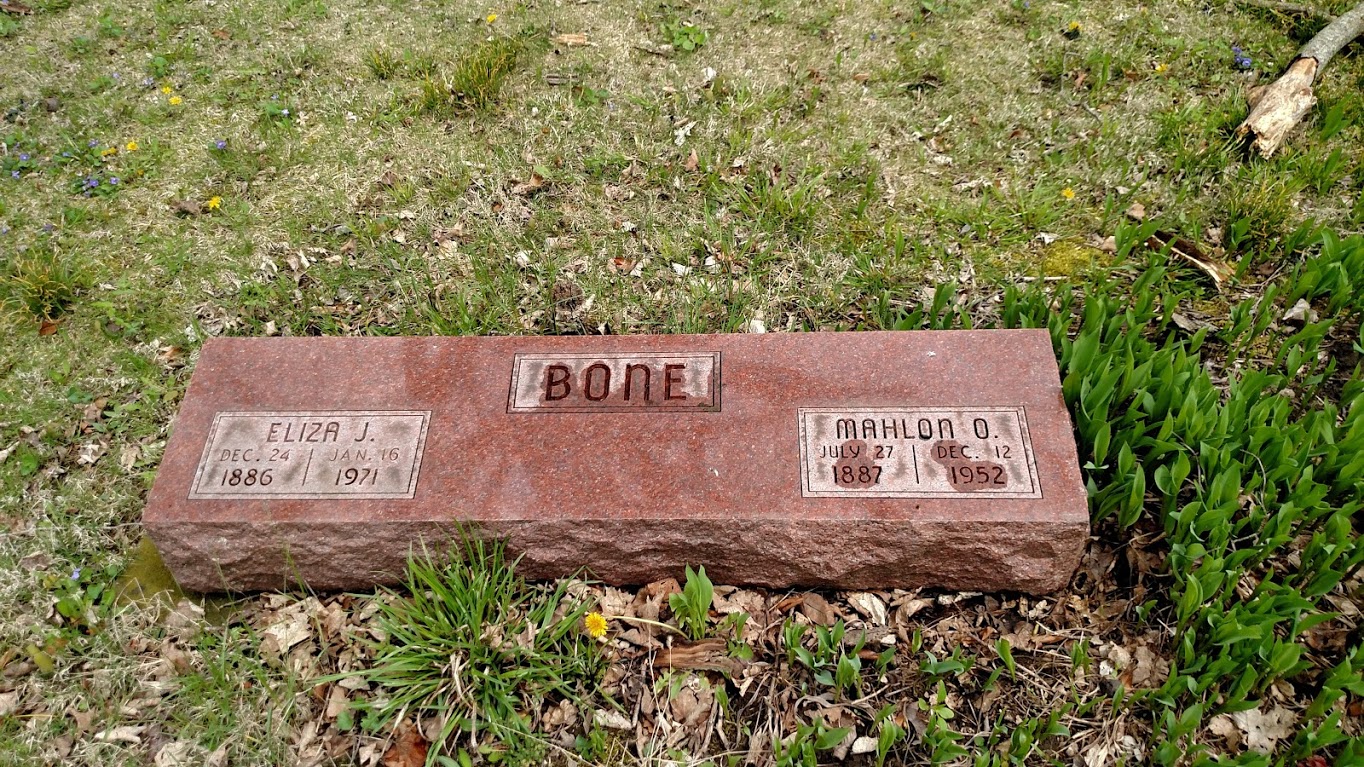 BONE
ELIZA J.
DEC. 24 JAN. 16
1886 1971
MAHLON O.
JULY 27 DEC. 12
1887 1952